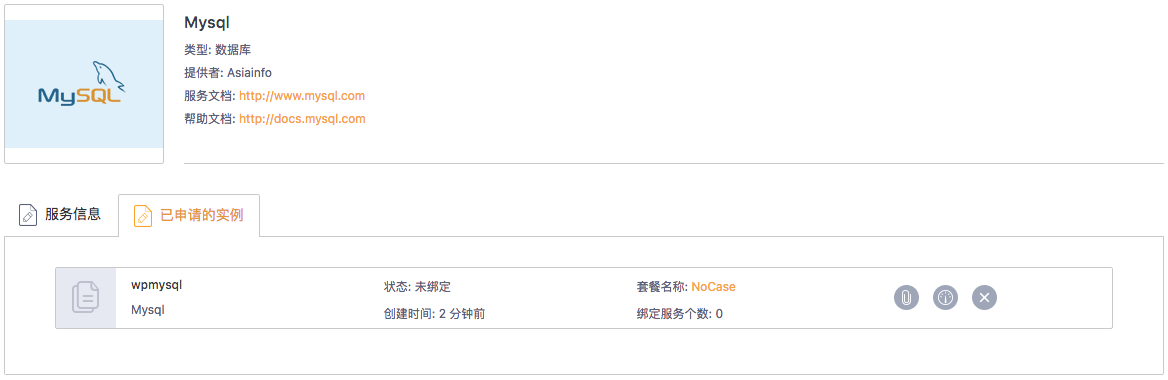 MySQL
Mysql
类型: 数据库
提供者: Asiainfo
服务文档: http://www.mysql.com
帮助文档: http://docs.mysql.com
服务信息
已申请的实例
wpmysql
状态: 未绑定
套餐名称: NoCase
Mysql
创建时间: 2 分钟前
绑定服务个数: 0